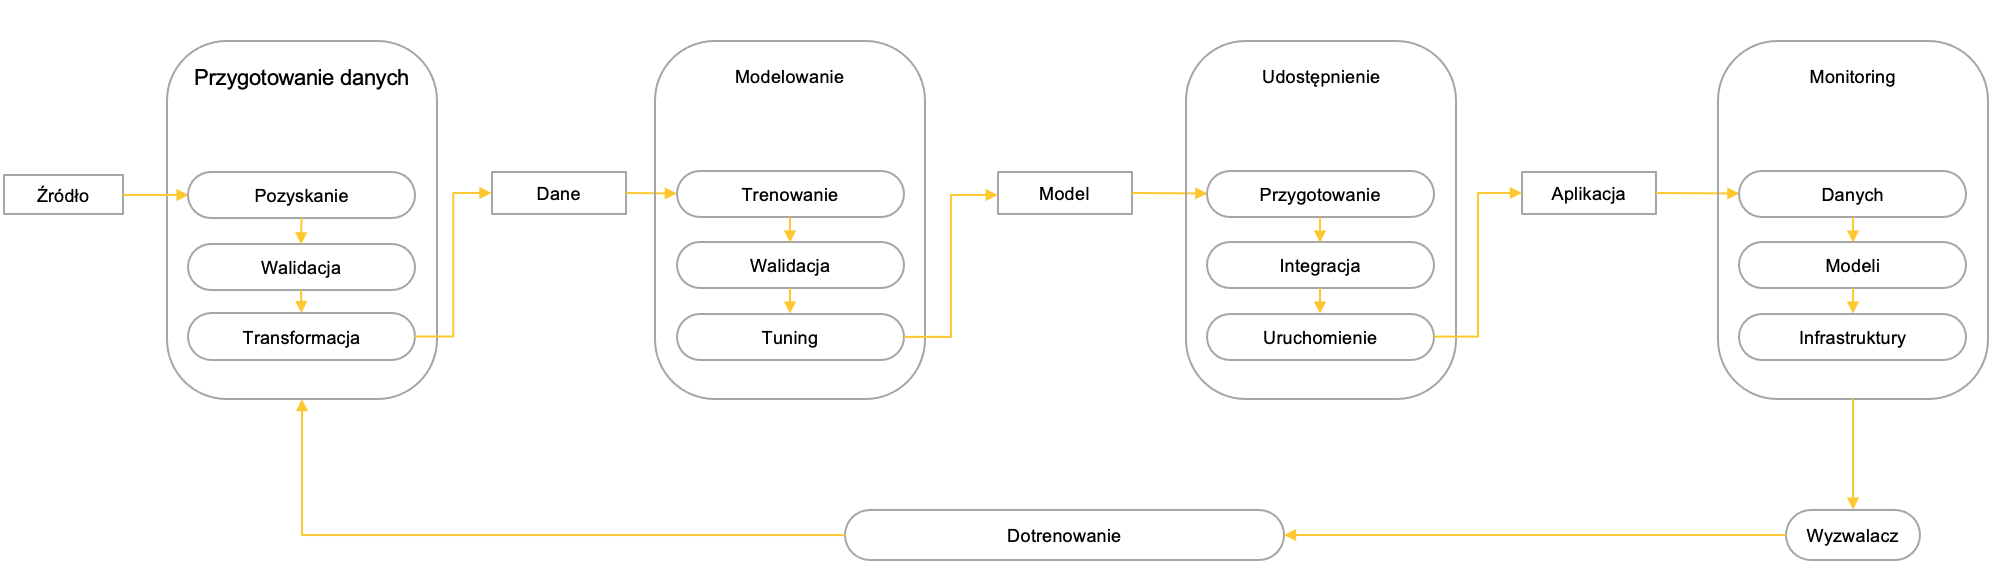 Przygotowanie danych
Modelowanie
Udostępnienie
Monitoring
Źródło
Pozyskanie
Walidacja
Transformacja
Dane
Trenowanie
Walidacja
Tuning
Model
Przygotowanie
Integracja
Uruchomienie
Aplikacja
Danych
Modeli
Infrastruktury
Wyzwalacz
Dotrenowanie